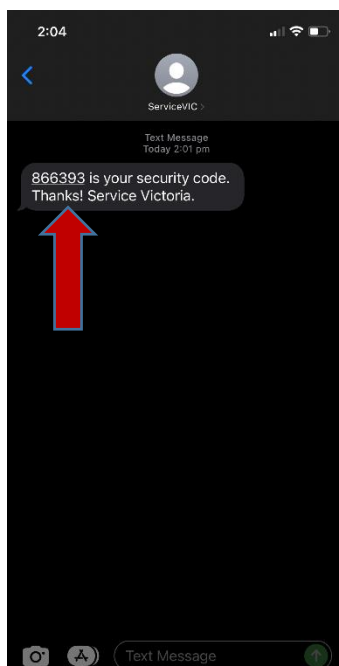 2:04
ServiceVIC >
Text Message
Today 2:01 pm
866393 is your security code.
Thanks! Service Victoria.
Text Message